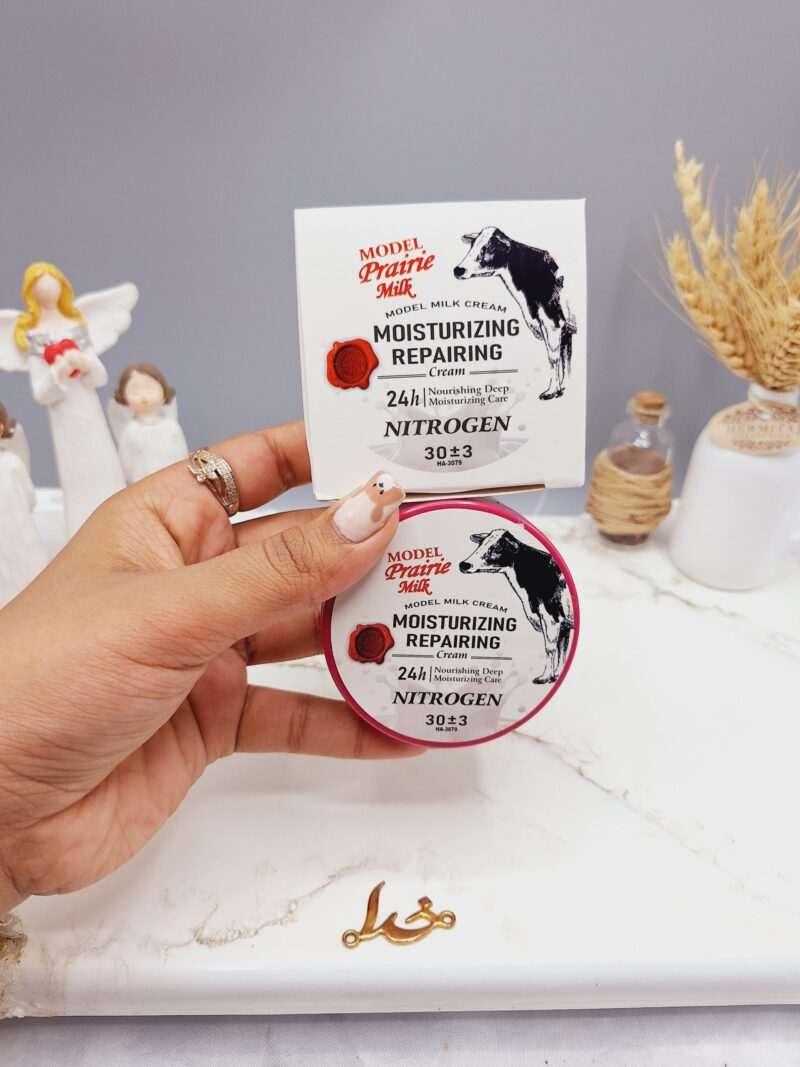 MODEL
Prairie
Milk
MODEL MILK CREAM
MOISTURIZING
REPAIRING
Cream
24h
Nourishing Deep
Moisturizing Care
NITROGEN
30±3
HA-3079
MODEL
Prairie
Milk
MODEL MILK CREAM
MOISTURIZING
REPAIRING
Cream
24h
Nourishing Deep
Moisturizing Care
NITROGEN
30±3
HA-3079
خدا